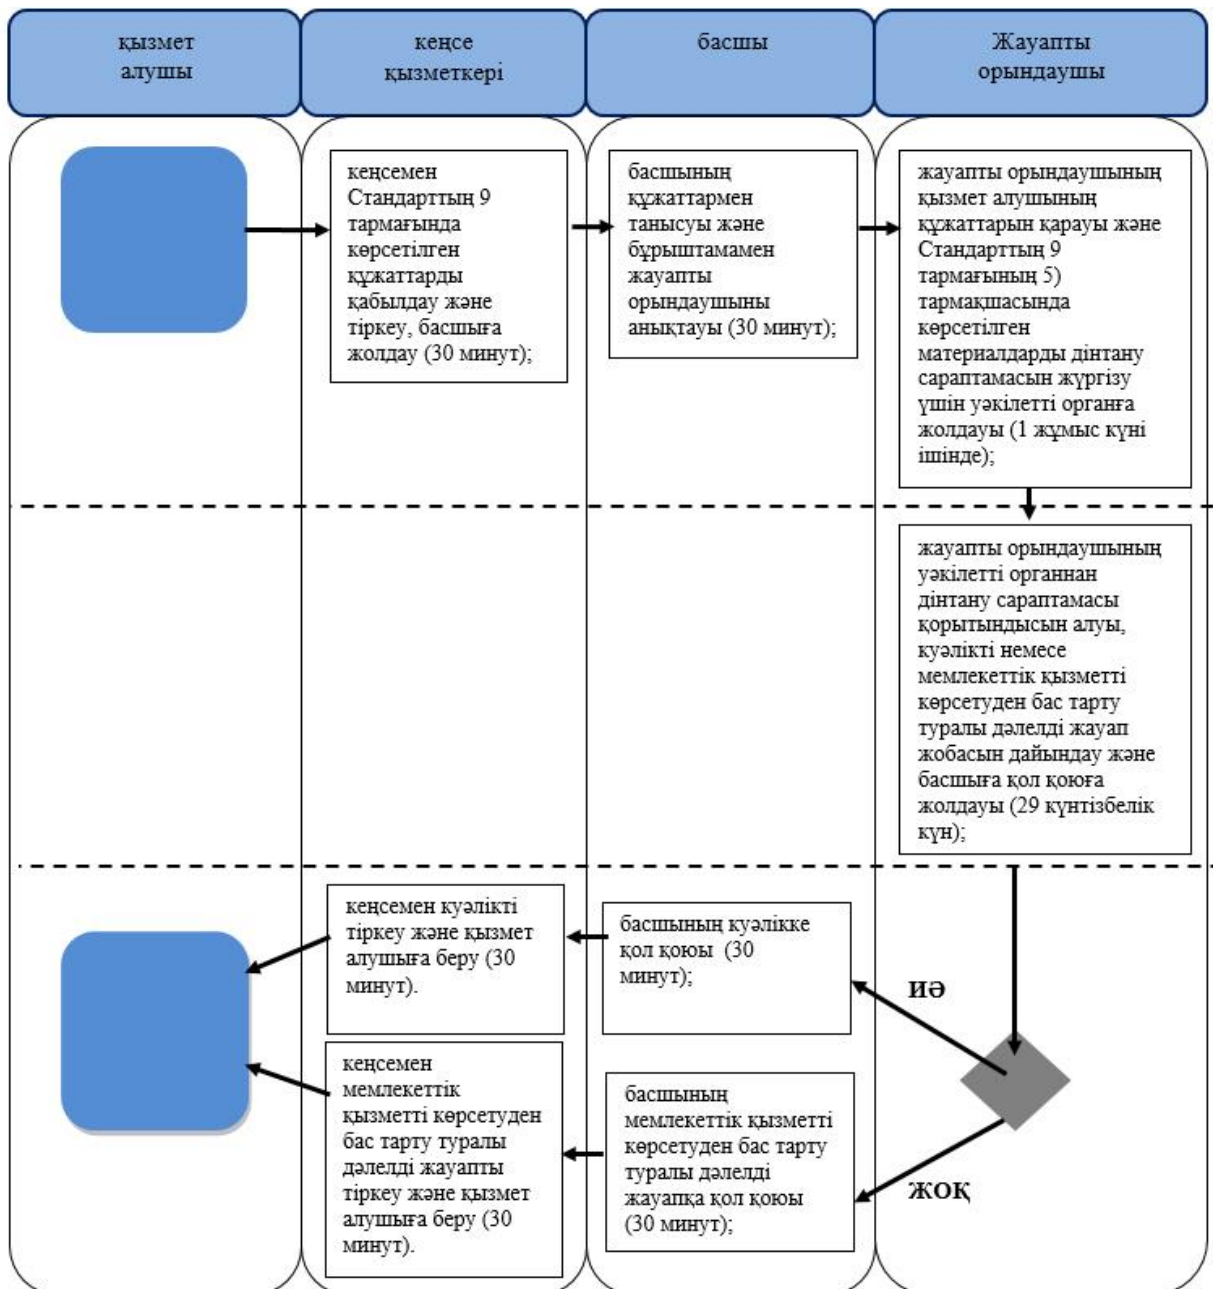 қызмет
алушы
кеңсе
қызметкері
басшы
Жауапты
орындаушы
кеңсемен
Стандарттың 9
тармағында
көрсетілген
құжаттарды
қабылдау және
тіркеу, басшыға
жолдау (30 минут);
басшының
құжаттармен
танысуы және
бұрыштамамен
жауапты
орындаушыны
анықтауы (30 минут);
жауапты орындаушының
қызмет алушының
құжаттарын қарауы және
Стандарттың 9
тармағының 5)
тармақшасында
көрсетілген
материалдарды дінтану
сараптамасын жүргізу
үшін уәкілетті органға
жолдауы (1 жұмыс күні
ішінде);
жауапты орындаушының
уәкілетті органнан
дінтану сараптамасы
қорытындысын алуы,
куәлікті немесе
мемлекеттік қызметті
көрсетуден бас тарту
туралы дәлелді жауап
жобасын дайындау және
басшыға қол қоюға
жолдауы (29 күнтізбелік
күн);
кеңсемен куәлікті
тіркеу және қызмет
алушыға беру (30
минут).
басшының куәлікке
қол қоюы (30
минут);
ИӘ
кеңсемен
мемлекеттік
қызметті көрсетуден
бас тарту туралы
дәлелді жауапты
тіркеу және қызмет
алушыға беру (30
минут).
басшының
мемлекеттік қызметті
көрсетуден бас тарту
туралы дәлелді
жауапқа қол қоюы
(30 минут);
ЖОҚ